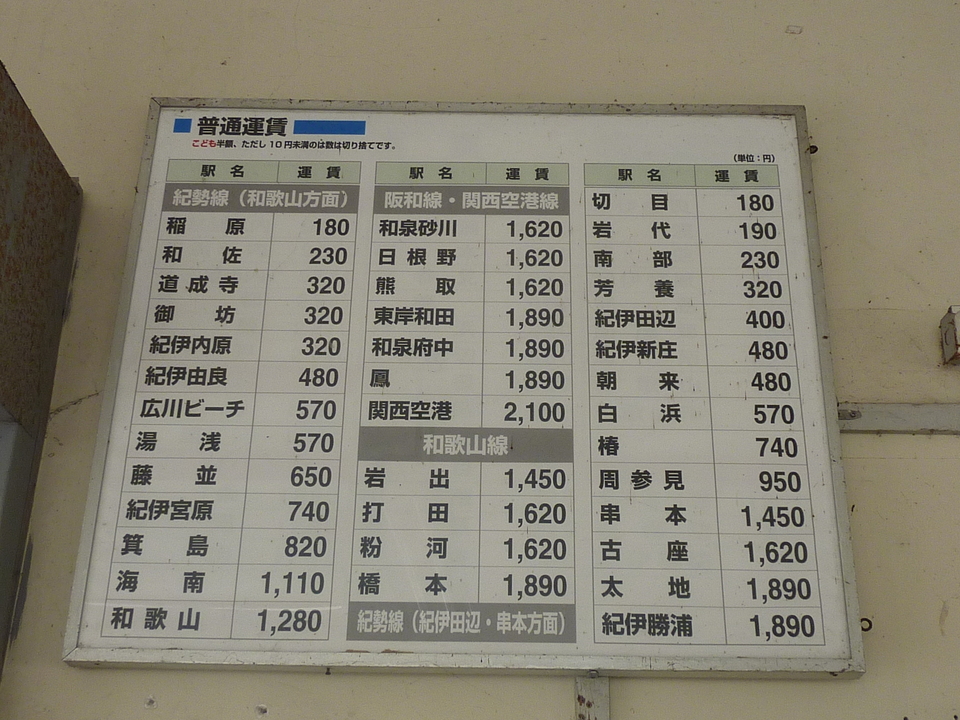 普通運賃
こども半額、ただし10円未満のは数は切り捨てです。
(単位：円)
駅名 運賃
紀勢線（和歌山方面）
稲原 180
和佐 230
道成寺 320
御坊 320
紀伊内原 320
紀伊由良 480
広川ビーチ 570
湯浅 570
藤並 650
紀伊宮原 740
箕島 820
海南 1,110
和歌山 1,280
駅名 運賃
阪和線・関西空港線
和泉砂川 1,620
日根野 1,620
熊取 1,620
東岸和田 1,890
和泉府中 1,890
鳳 1,890
関西空港 2,100
和歌山線
岩出 1,450
打田 1,620
粉河 1,620
橋本 1,890
紀勢線（紀伊田辺・串本方面）
駅名 運賃
切目 180
岩代 190
南部 230
芳養 320
紀伊田辺 400
紀伊新庄 480
朝来 480
白浜 570
椿 740
周参見 950
串本 1,450
古座 1,620
太地 1,890
紀伊勝浦 1,890